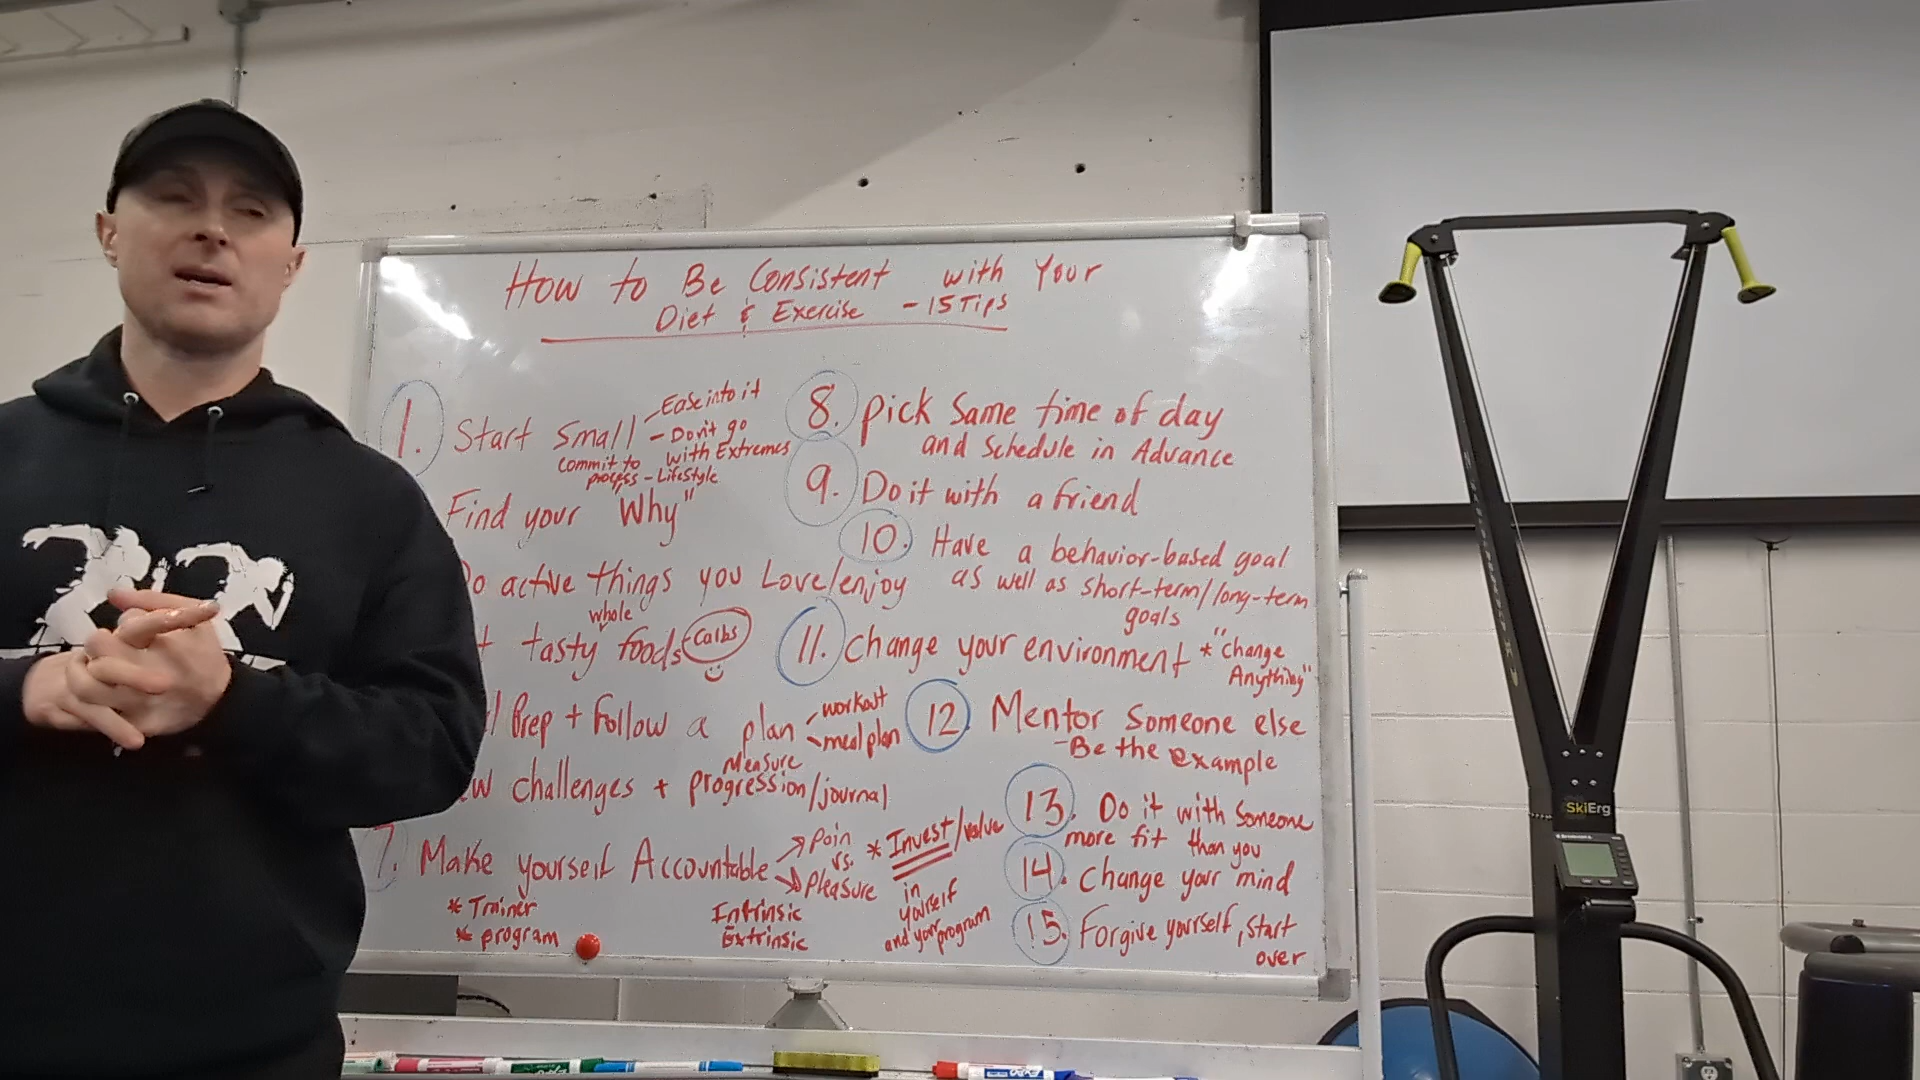 How to Be Consistent with Your
Diet & Exercise - 15 Tips
1. Start Small - Ease into it
- Don't go
with Extremes
commit to
process - Lifestyle
Find your "Why"
Do active things you Love/enjoy
whole
tasty foods Carbs
Prep + Follow a plan - workout
- meal plan
Measure
challenges + progression/journal
7. Make yourself Accountable → Pain
vs.
→ Pleasure
* Invest/value
in
yourself
and your program
* Trainer
* program
Intrinsic
Extrinsic
8. pick Same time of day
and Schedule in Advance
9. Do it with a friend
10. Have a behavior-based goal
as well as short-term/long-term
goals
11. Change your environment * "change
Anything"
12. Mentor Someone else
- Be the example
13. Do it with Someone
more fit than you
14. Change your mind
15. Forgive yourself, start
over
SkiErg